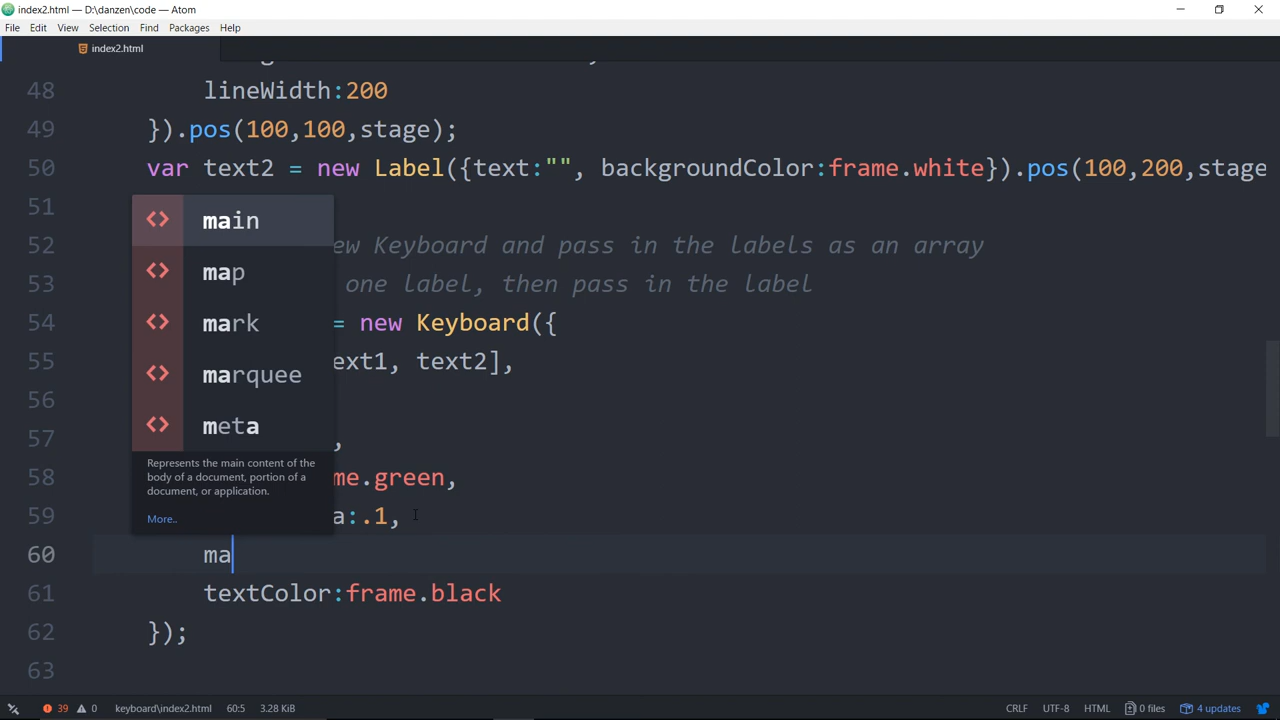 index2.html — D:\danzen\code — Atom
File Edit View Selection Find Packages Help
index2.html
48 lineWidth:200
49 }).pos(100,100,stage);
50 var text2 = new Label({text:"", backgroundColor:frame.white}).pos(100,200,stage
51
52 ew Keyboard and pass in the labels as an array
53 one label, then pass in the label
54 = new Keyboard({
55 ext1, text2],
56
57 ,
58 me.green,
59 a:.1,
60 ma
61 textColor:frame.black
62 });
63
main
map
mark
marquee
meta
Represents the main content of the
body of a document, portion of a
document, or application.
More..
39 0 keyboard\index2.html 60:5 3.28 KiB CRLF UTF-8 HTML 0 files 4 updates